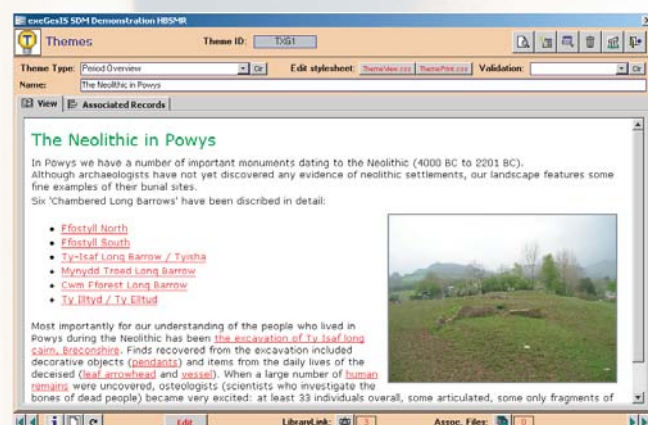 exeGesIS SDM Demonstration HBSMR
Themes
Theme ID: TXG1
Theme Type: Period Overview Clr Edit stylesheet: ThemeView.css ThemePrint.css Validation: Clr
Name: The Neolithic in Powys
View Associated Records
The Neolithic in Powys
In Powys we have a number of important monuments dating to the Neolithic (4000 BC to 2201 BC).
Although archaeologists have not yet discovered any evidence of neolithic settlements, our landscape features some
fine examples of their burial sites.
Six 'Chambered Long Barrows' have been discribed in detail:
Ffostyll North
Ffostyll South
Ty-Isaf Long Barrow / Tyisha
Mynydd Troed Long Barrow
Cwm Fforest Long Barrow
Ty Illtyd / Ty Elltud
Most importantly for our understanding of the people who lived in
Powys during the Neolithic has been the excavation of Ty Isaf long
cairn, Breconshire. Finds recovered from the excavation included
decorative objects (pendants) and items from the daily lives of the
deceised (leaf arrowhead and vessel). When a large number of human
remains were uncovered, osteologists (scientists who investigate the
bones of dead people) became very excited: at least 33 individuals overall, some articulated, some only fragments of
Edit LibraryLink: 3 Assoc. Files: 0